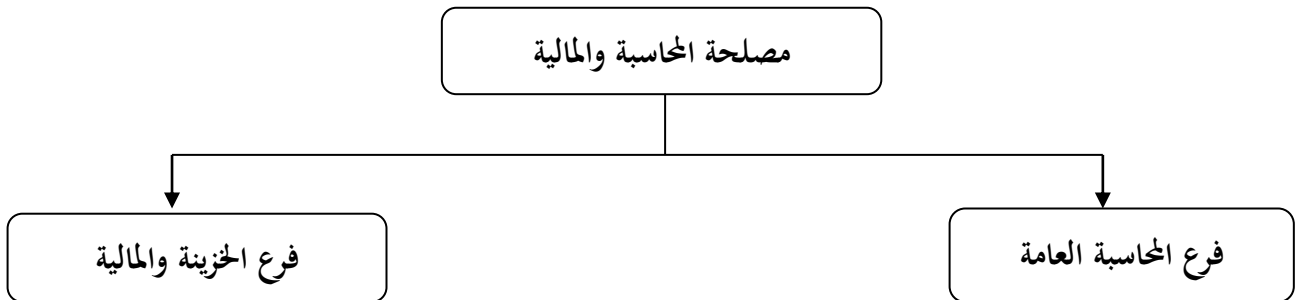 مصلحة المحاسبة والمالية
فرع المحاسبة العامة
فرع الخزينة والمالية